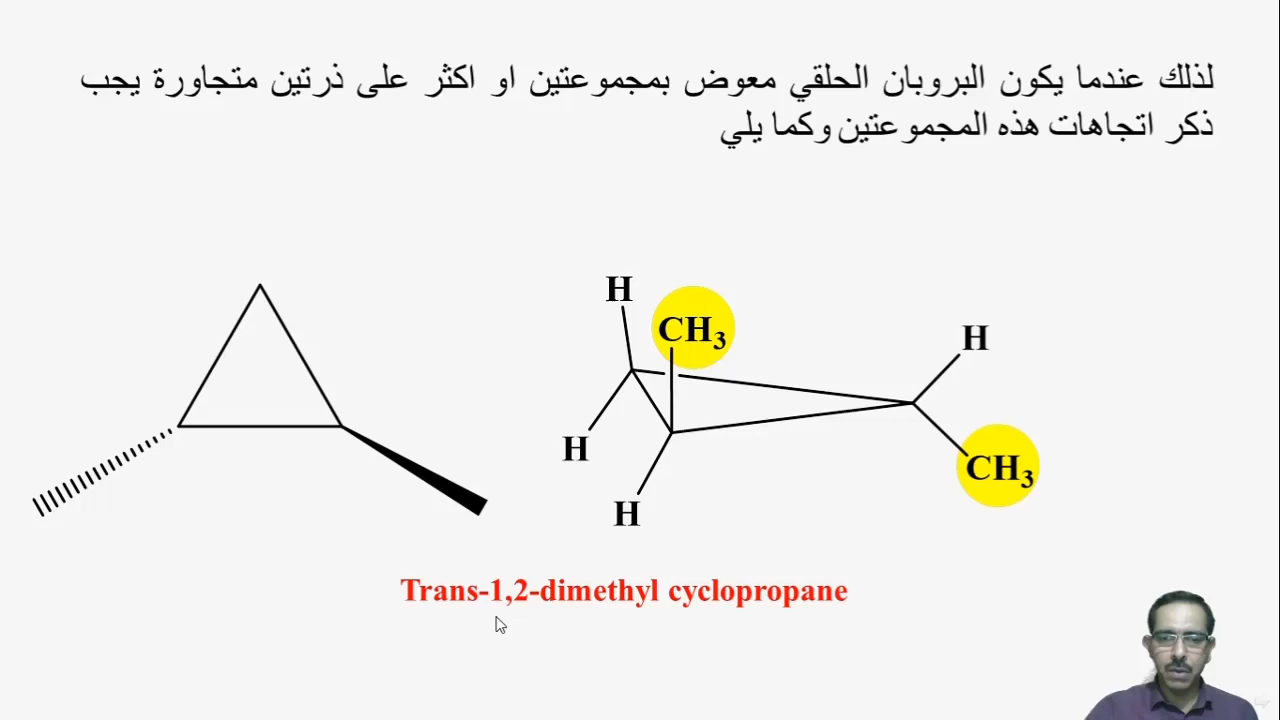 لذلك عندما يكون البروبان الحلقي معوض بمجموعتين او اكثر على ذرتين متجاورة يجب
ذكر اتجاهات هذه المجموعتين وكما يلي
H
CH₃
H
H
CH₃
H
Trans-1,2-dimethyl cyclopropane